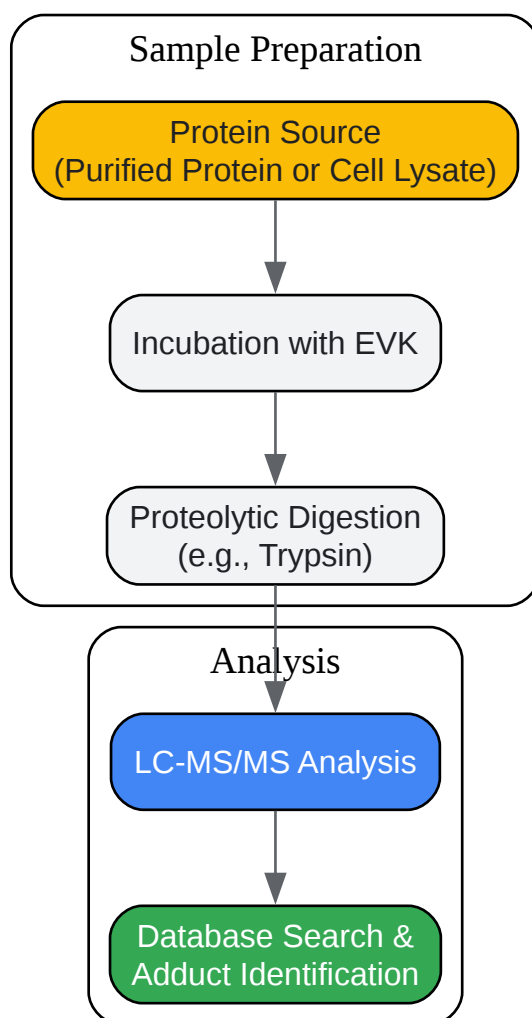 Sample Preparation
Protein Source
(Purified Protein or Cell Lysate)
Incubation with EVK
Proteolytic Digestion
(e.g., Trypsin)
Analysis
LC-MS/MS Analysis
Database Search &
Adduct Identification